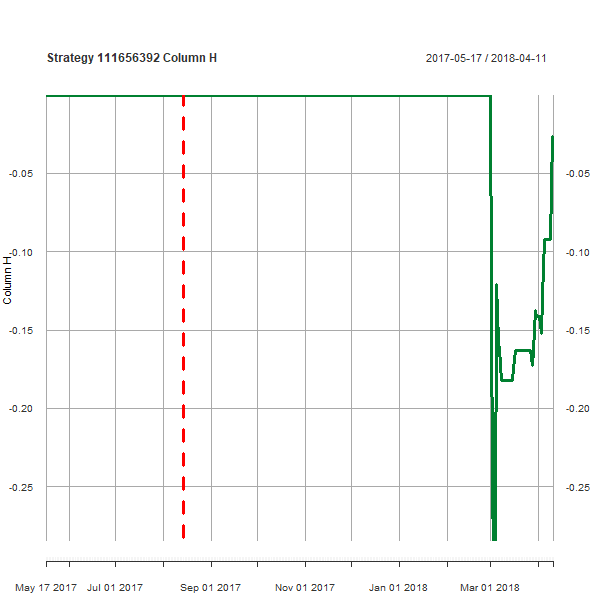 Strategy 111656392 Column H
2017-05-17 / 2018-04-11
-0.05
-0.05
-0.10
-0.10
Column H,
-0.15
-0.15
-0.20
-0.20
-0.25
-0.25
May 17 2017
Jul 01 2017
Sep 01 2017
Nov 01 2017
Jan 01 2018
Mar 01 2018